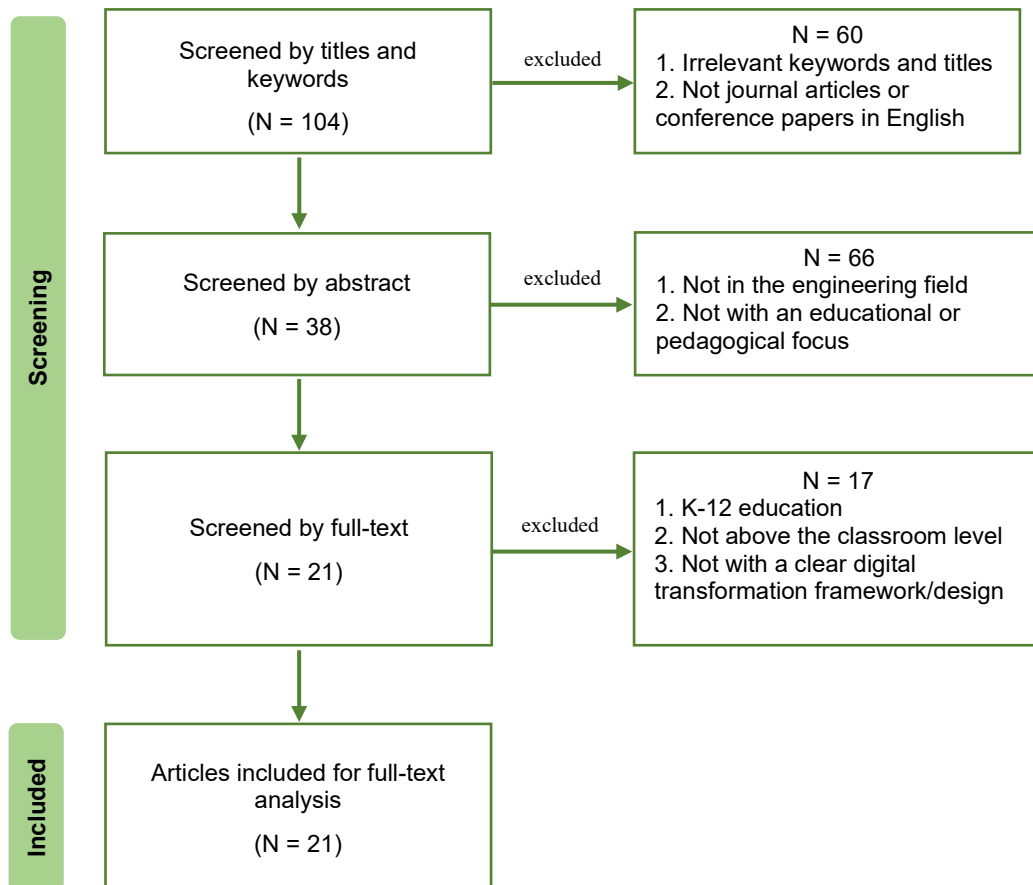 Screening
Screened by titles and
keywords
(N = 104)
excluded
N = 60
1. Irrelevant keywords and titles
2. Not journal articles or
conference papers in English
Screened by abstract
(N = 38)
excluded
N = 66
1. Not in the engineering field
2. Not with an educational or
pedagogical focus
Screened by full-text
(N = 21)
excluded
N = 17
1. K-12 education
2. Not above the classroom level
3. Not with a clear digital
transformation framework/design
Included
Articles included for full-text
analysis
(N = 21)